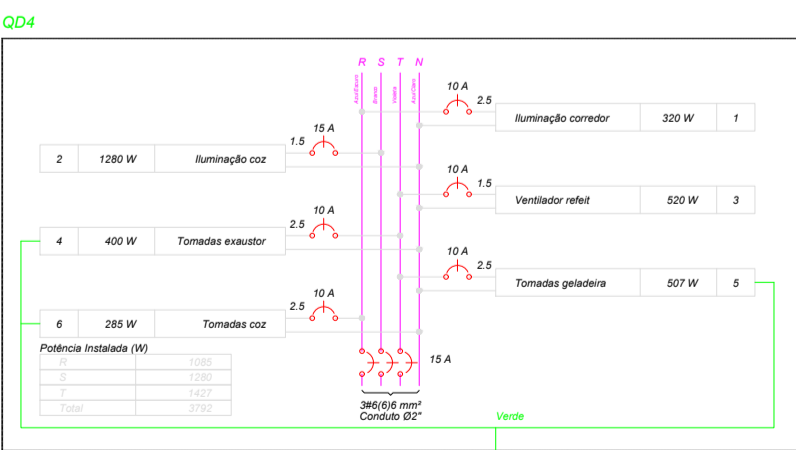 QD4
R S T N
Azul Escuro Branco Violeta Azul Claro
10 A
2.5
Iluminação corredor 320 W 1
15 A
1.5
2 1280 W Iluminação coz
10 A
1.5
Ventilador refeit 520 W 3
10 A
2.5
4 400 W Tomadas exaustor
10 A
2.5
Tomadas geladeira 507 W 5
10 A
2.5
6 285 W Tomadas coz
Potência Instalada (W)
R 1085
S 1280
T 1427
Total 3792
15 A
3#6(6)6 mm²
Conduto Ø2"
Verde